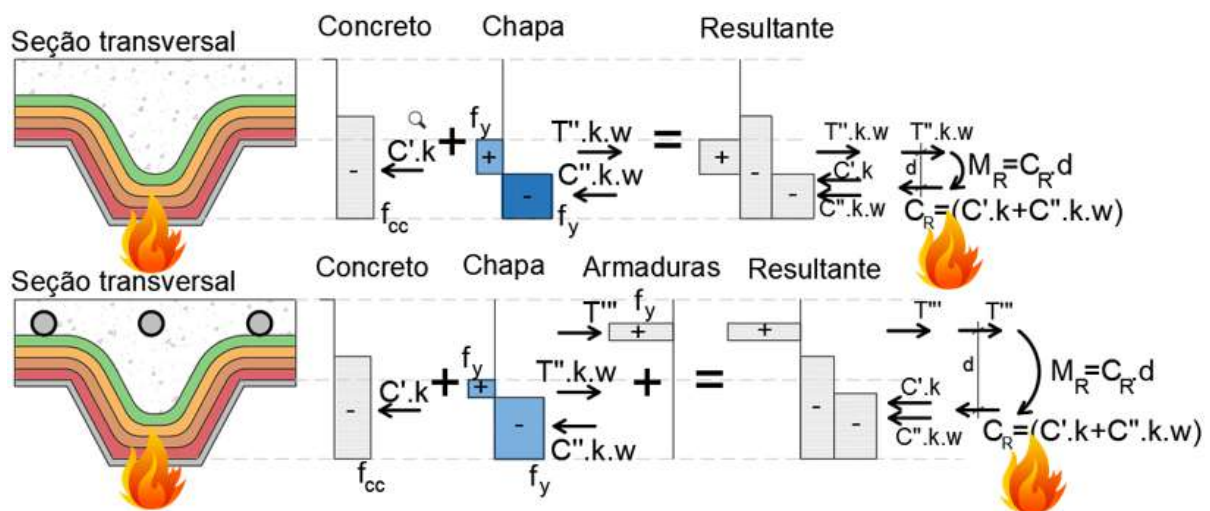 Concreto Chapa Resultante
Seção transversal
f_y
C'.k + T''.k.w = T''.k.w T''.k.w
+ C'.k d M_R=C_R.d
- C''.k.w - - C''.k.w
f_cc - f_y C_R=(C'.k+C''.k.w)
Concreto Chapa Armaduras Resultante
Seção transversal
T''' f_y T''' T'''
+ +
f_y
C'.k + + T''.k.w + = C'.k d M_R=C_R.d
- - C''.k.w - - C''.k.w C_R=(C'.k+C''.k.w)
f_cc f_y